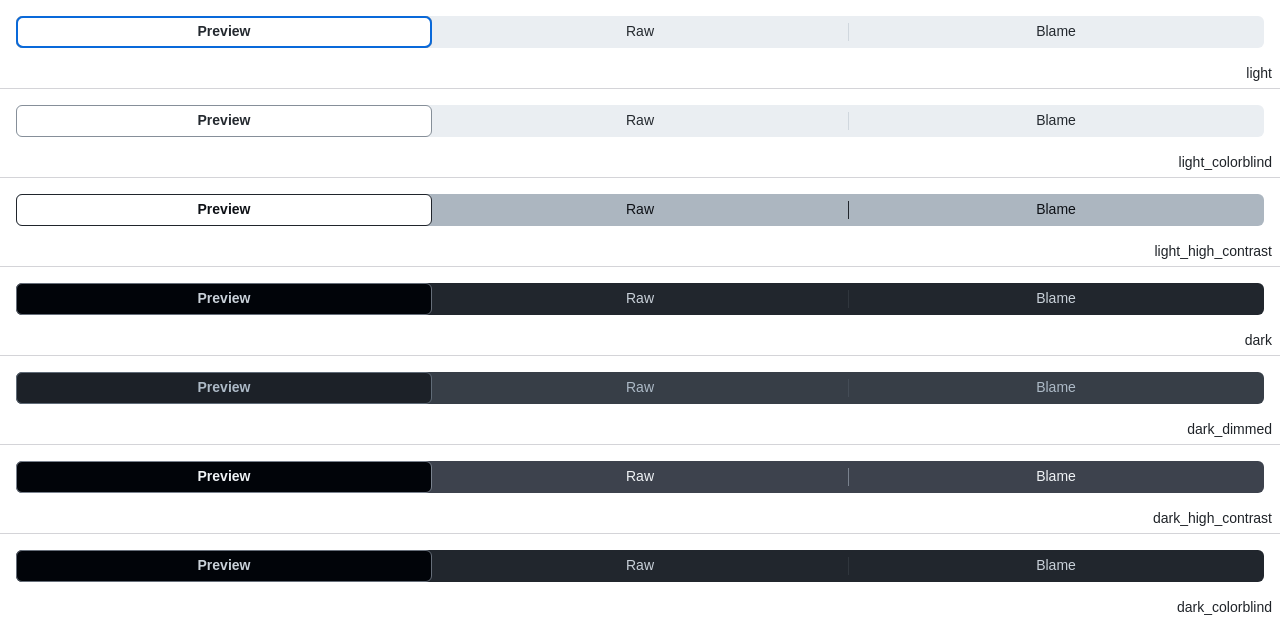 Preview Raw Blame
light
Preview Raw Blame
light_colorblind
Preview Raw Blame
light_high_contrast
Preview Raw Blame
dark
Preview Raw Blame
dark_dimmed
Preview Raw Blame
dark_high_contrast
Preview Raw Blame
dark_colorblind